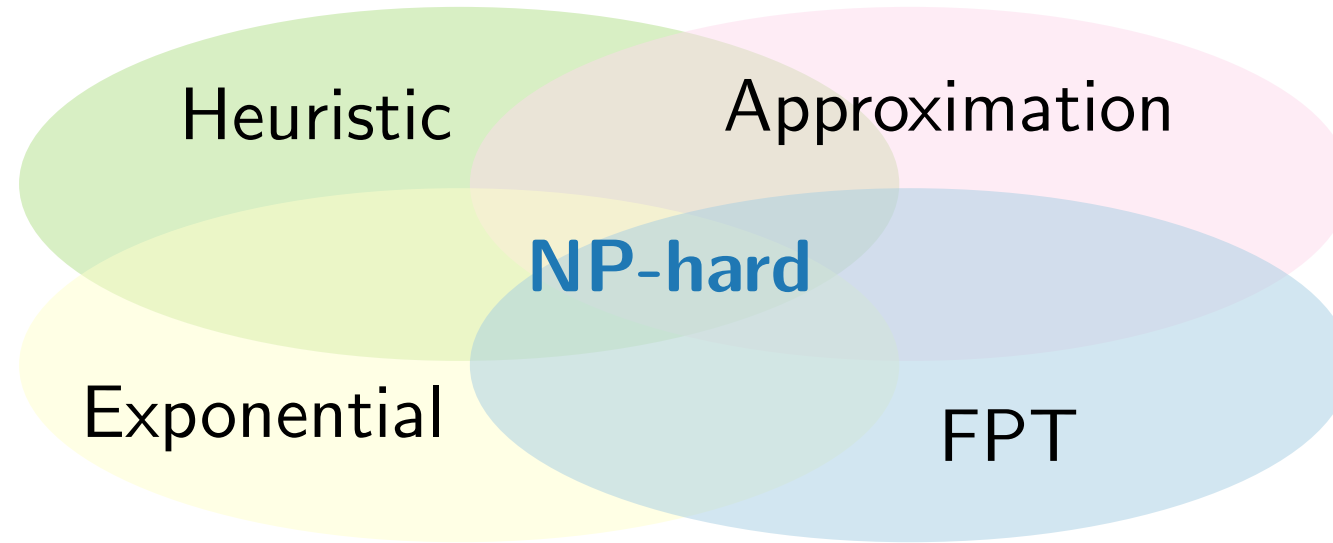 Heuristic
Approximation
NP-hard
Exponential
FPT